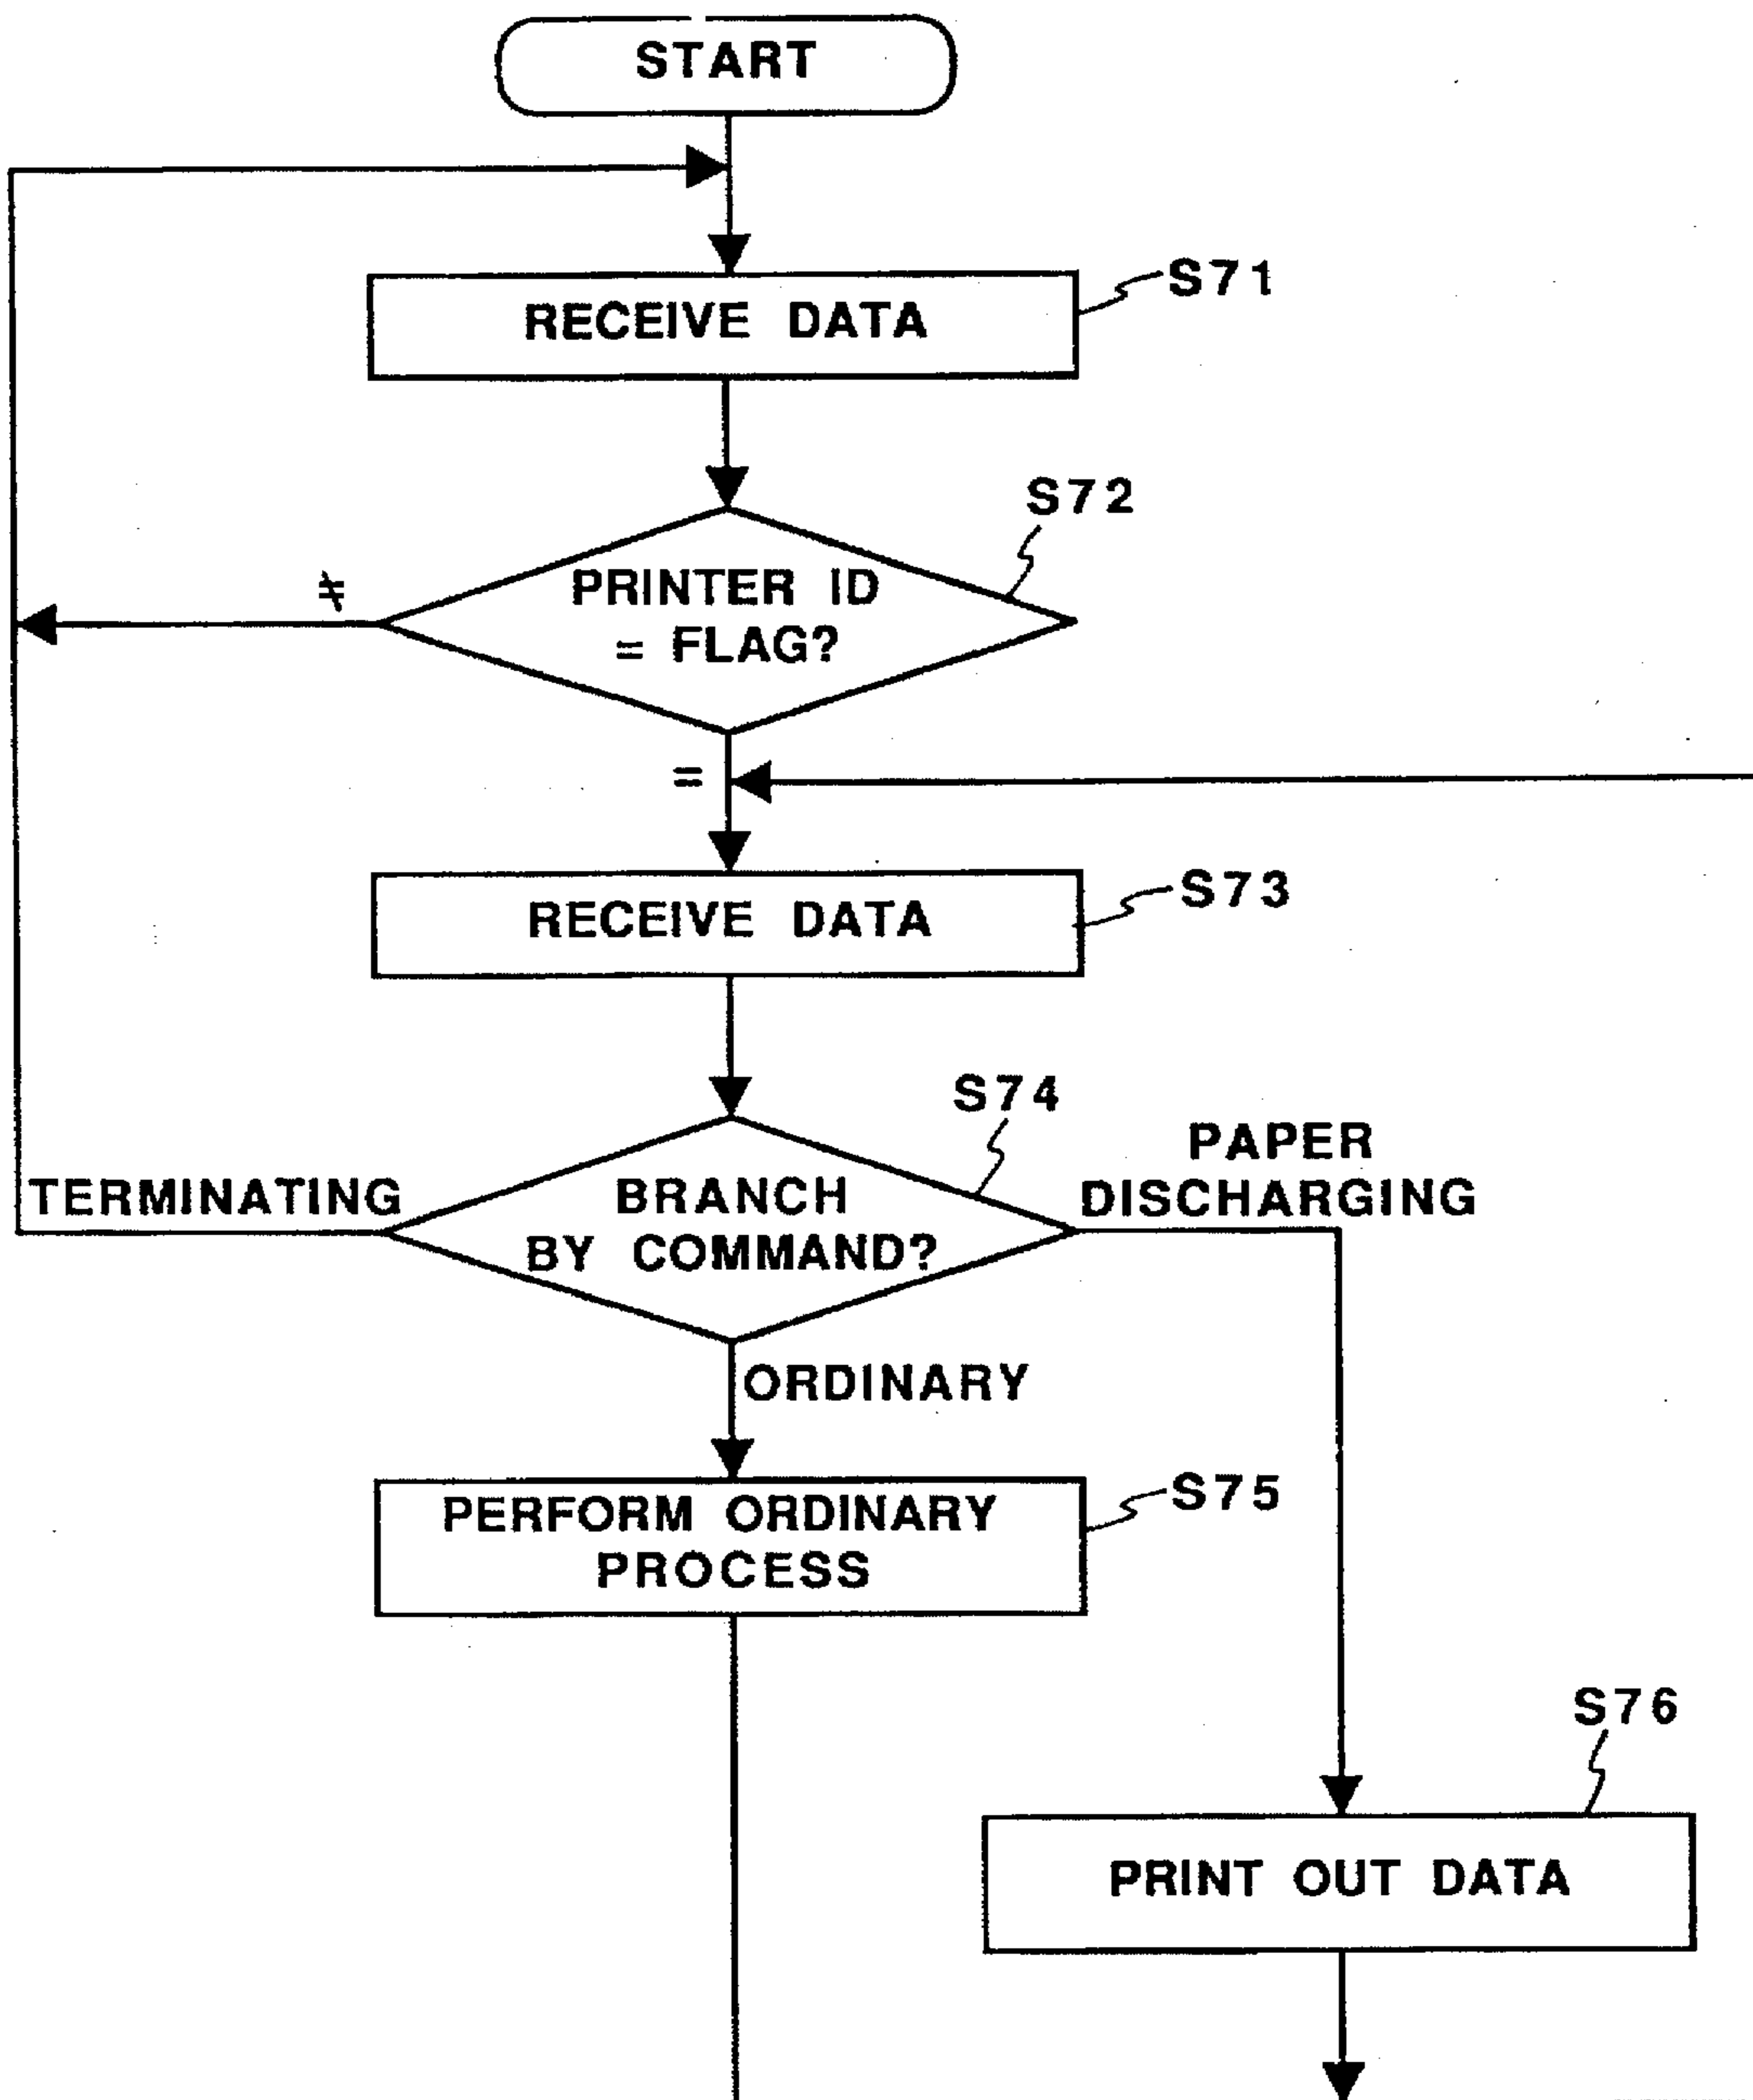 START
RECEIVE DATA
S71
S72
≠
PRINTER ID
= FLAG?
=
RECEIVE DATA
S73
S74
PAPER
DISCHARGING
TERMINATING
BRANCH
BY COMMAND?
ORDINARY
PERFORM ORDINARY
PROCESS
S75
S76
PRINT OUT DATA